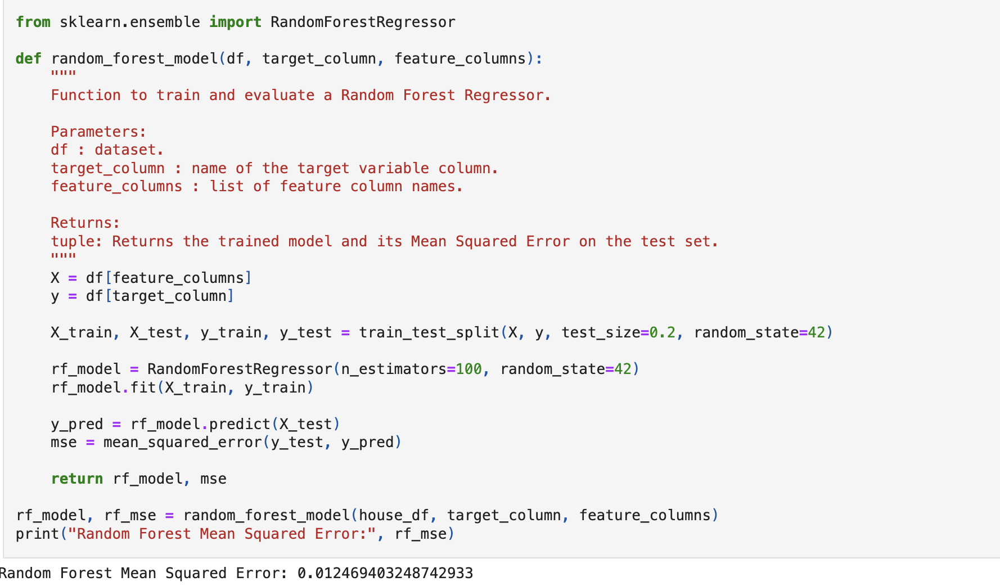 from sklearn.ensemble import RandomForestRegressor
def random_forest_model(df, target_column, feature_columns):
    """
    Function to train and evaluate a Random Forest Regressor.
    Parameters:
    df : dataset.
    target_column : name of the target variable column.
    feature_columns : list of feature column names.
    Returns:
    tuple: Returns the trained model and its Mean Squared Error on the test set.
    """
    X = df[feature_columns]
    y = df[target_column]
    X_train, X_test, y_train, y_test = train_test_split(X, y, test_size=0.2, random_state=42)
    rf_model = RandomForestRegressor(n_estimators=100, random_state=42)
    rf_model.fit(X_train, y_train)
    y_pred = rf_model.predict(X_test)
    mse = mean_squared_error(y_test, y_pred)
    return rf_model, mse
rf_model, rf_mse = random_forest_model(house_df, target_column, feature_columns)
print("Random Forest Mean Squared Error:", rf_mse)
Random Forest Mean Squared Error: 0.012469403248742933